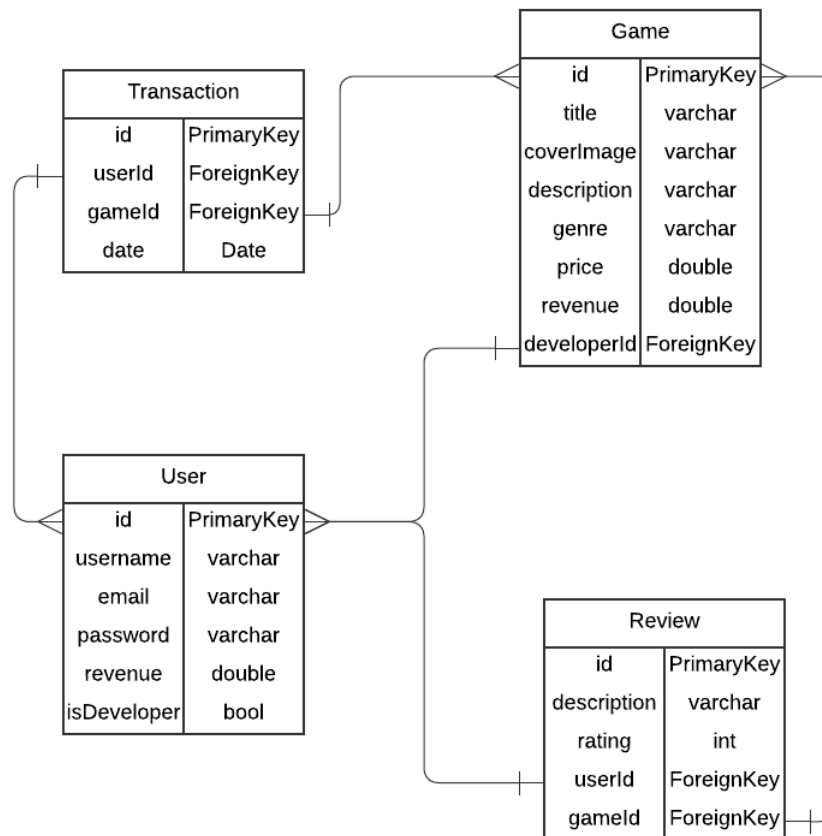 Transaction
id PrimaryKey
userId ForeignKey
gameId ForeignKey
date Date
Game
id PrimaryKey
title varchar
coverImage varchar
description varchar
genre varchar
price double
revenue double
developerId ForeignKey
User
id PrimaryKey
username varchar
email varchar
password varchar
revenue double
isDeveloper bool
Review
id PrimaryKey
description varchar
rating int
userId ForeignKey
gameId ForeignKey